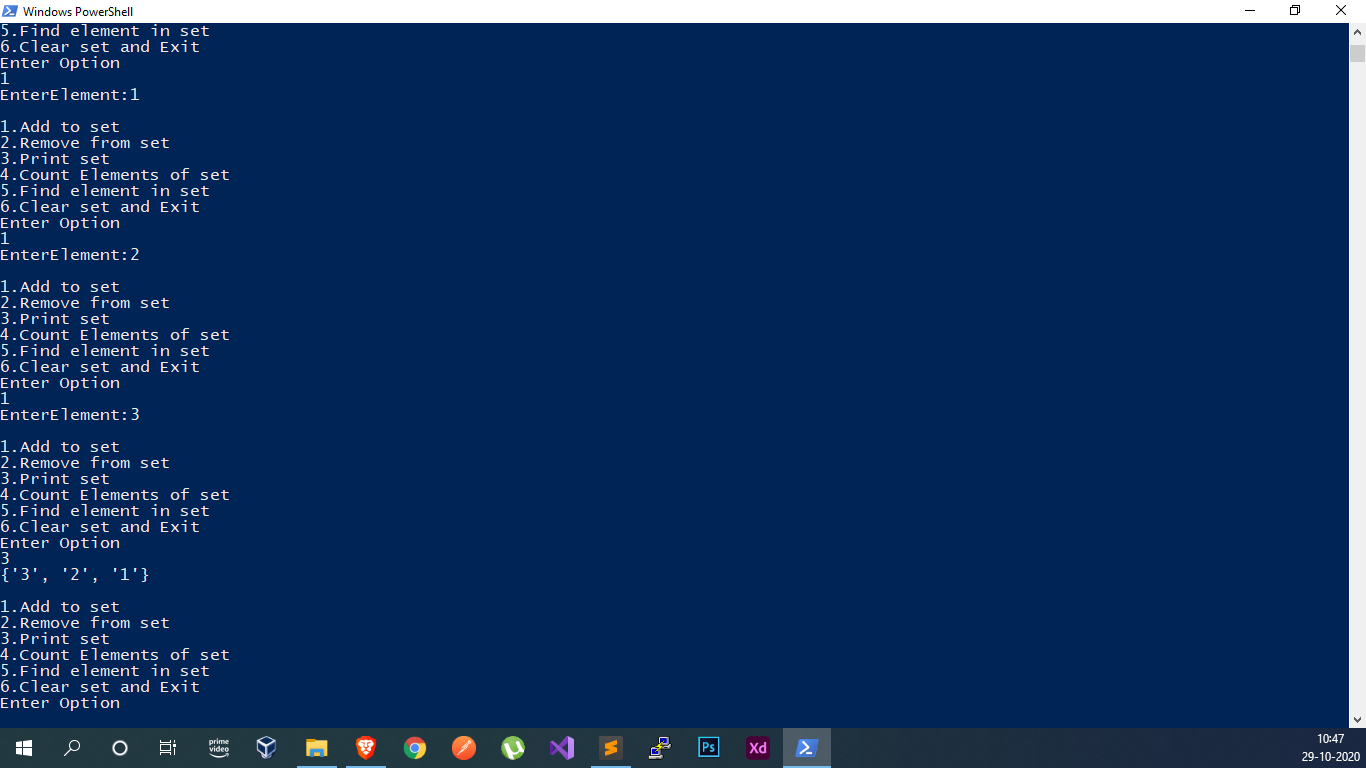 Windows PowerShell
5.Find element in set
6.Clear set and Exit
Enter Option
1
EnterElement:1
1.Add to set
2.Remove from set
3.Print set
4.Count Elements of set
5.Find element in set
6.Clear set and Exit
Enter Option
1
EnterElement:2
1.Add to set
2.Remove from set
3.Print set
4.Count Elements of set
5.Find element in set
6.Clear set and Exit
Enter Option
1
EnterElement:3
1.Add to set
2.Remove from set
3.Print set
4.Count Elements of set
5.Find element in set
6.Clear set and Exit
Enter Option
3
{'3', '2', '1'}
1.Add to set
2.Remove from set
3.Print set
4.Count Elements of set
5.Find element in set
6.Clear set and Exit
Enter Option
prime
video
Ps
Xd
10:47
29-10-2020